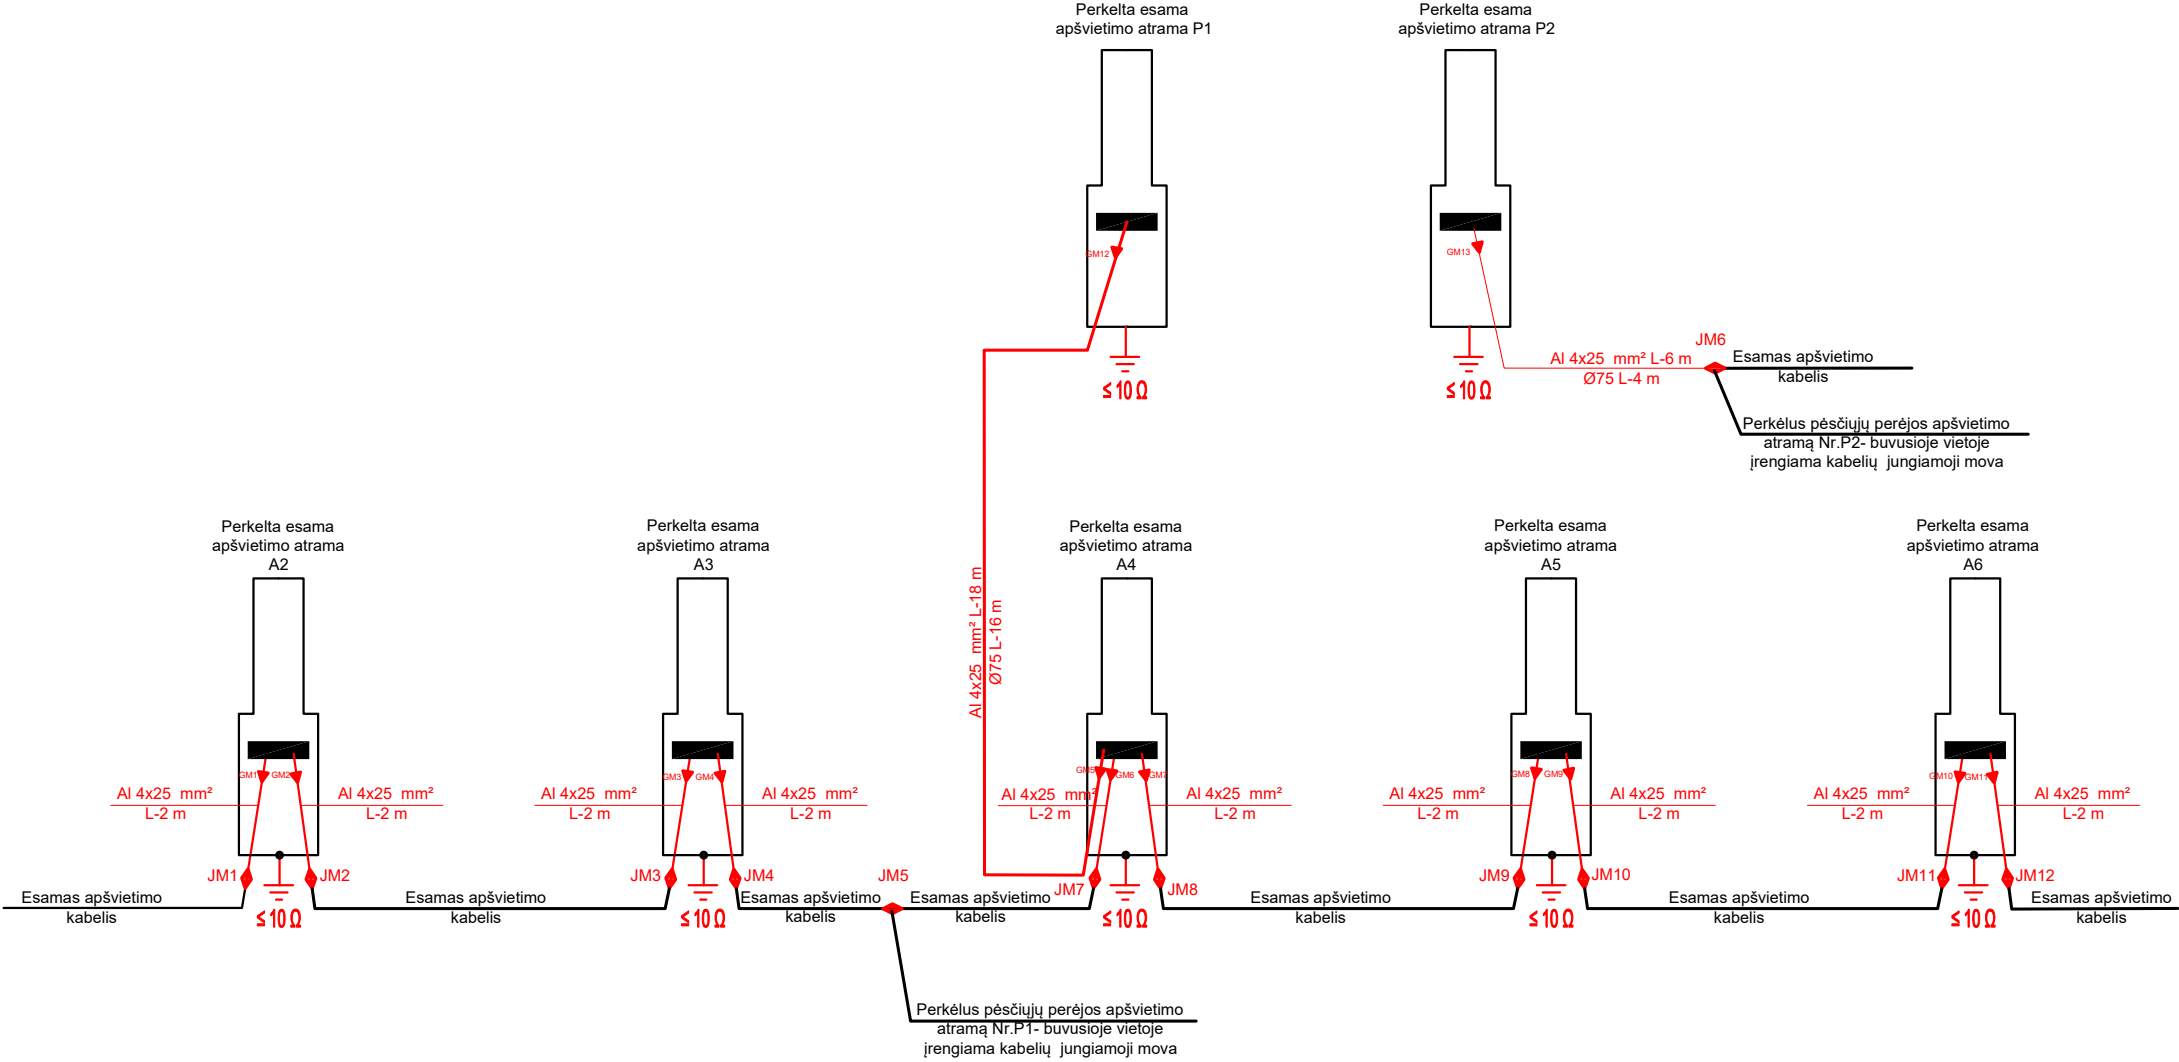 Perkelta esama
apšvietimo atrama P1
Perkelta esama
apšvietimo atrama P2
GM12
GM13
≤ 10 Ω
≤ 10 Ω
Al 4x25 mm² L-6 m
Ø75 L-4 m
JM6
Esamas apšvietimo
kabelis
Perkėlus pėsčiųjų perėjos apšvietimo
atramą Nr.P2- buvusioje vietoje
įrengiama kabelių jungiamoji mova
Al 4x25 mm² L-18 m
Ø75 L-16 m
Perkelta esama
apšvietimo atrama
A2
Perkelta esama
apšvietimo atrama
A3
Perkelta esama
apšvietimo atrama
A4
Perkelta esama
apšvietimo atrama
A5
Perkelta esama
apšvietimo atrama
A6
GM1
GM2
GM3
GM4
GM5
GM6
GM7
GM8
GM9
GM10
GM11
Al 4x25 mm²
L-2 m
Al 4x25 mm²
L-2 m
Al 4x25 mm²
L-2 m
Al 4x25 mm²
L-2 m
Al 4x25 mm²
L-2 m
Al 4x25 mm²
L-2 m
Al 4x25 mm²
L-2 m
Al 4x25 mm²
L-2 m
Al 4x25 mm²
L-2 m
Al 4x25 mm²
L-2 m
JM1
JM2
JM3
JM4
JM5
JM7
JM8
JM9
JM10
JM11
JM12
Esamas apšvietimo
kabelis
Esamas apšvietimo
kabelis
Esamas apšvietimo
kabelis
Esamas apšvietimo
kabelis
Esamas apšvietimo
kabelis
Esamas apšvietimo
kabelis
Esamas apšvietimo
kabelis
≤ 10 Ω
≤ 10 Ω
≤ 10 Ω
≤ 10 Ω
≤ 10 Ω
Perkėlus pėsčiųjų perėjos apšvietimo
atramą Nr.P1- buvusioje vietoje
įrengiama kabelių jungiamoji mova